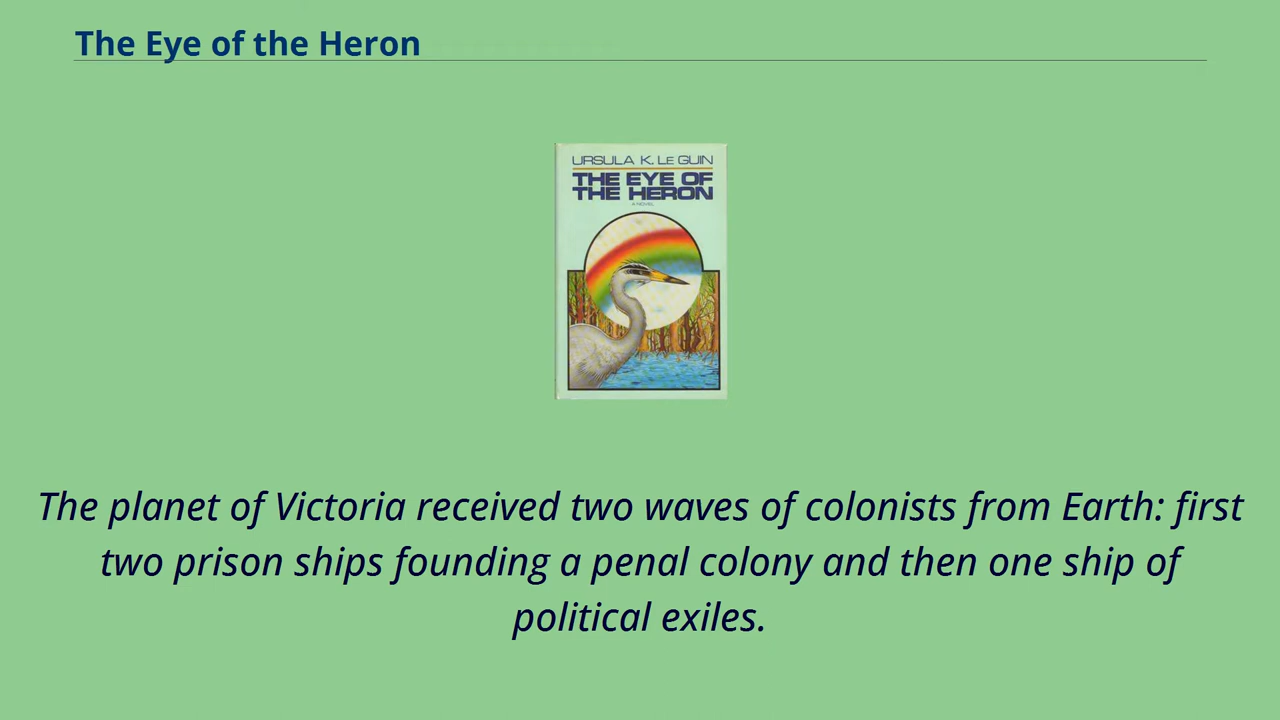 The Eye of the Heron
URSULA K. LE GUIN
THE EYE OF
THE HERON
A NOVEL
The planet of Victoria received two waves of colonists from Earth: first
two prison ships founding a penal colony and then one ship of
political exiles.